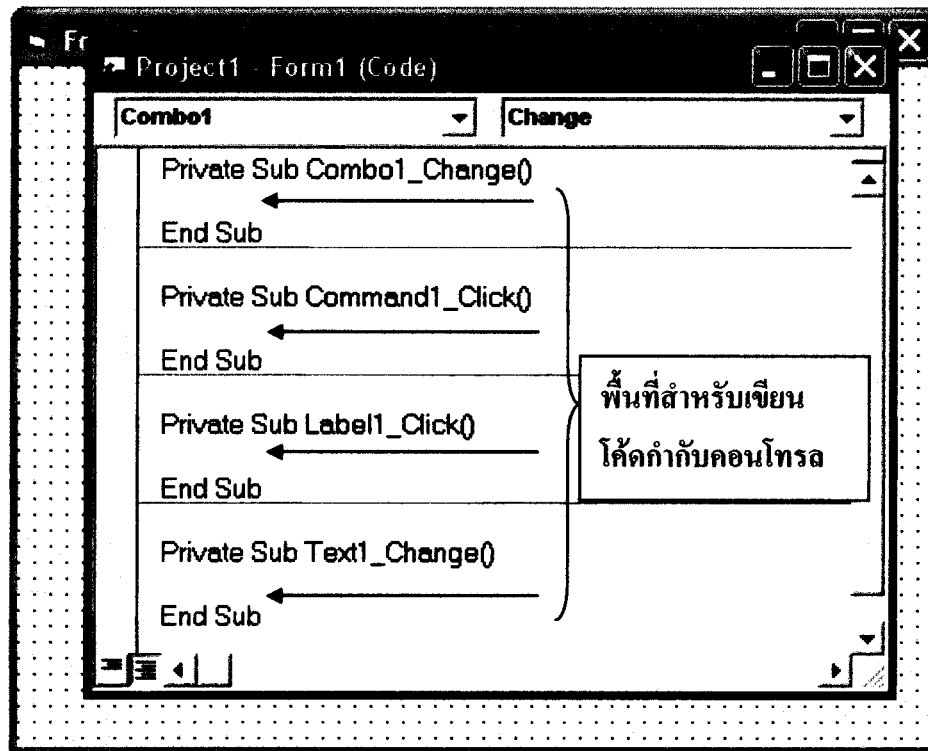 Fr
Project1 - Form1 (Code)
Combo1
Change
Private Sub Combo1_Change()
End Sub
Private Sub Command1_Click()
End Sub
พื้นที่สำหรับเขียน
โค้ดกำกับคอนโทรล
Private Sub Label1_Click()
End Sub
Private Sub Text1_Change()
End Sub